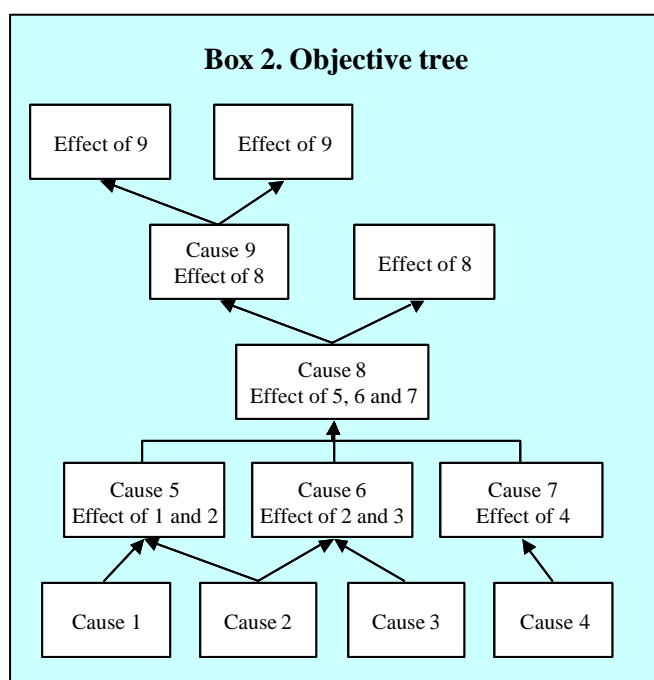 Box 2. Objective tree
Effect of 9
Effect of 9
Cause 9
Effect of 8
Effect of 8
Cause 8
Effect of 5, 6 and 7
Cause 5
Effect of 1 and 2
Cause 6
Effect of 2 and 3
Cause 7
Effect of 4
Cause 1
Cause 2
Cause 3
Cause 4